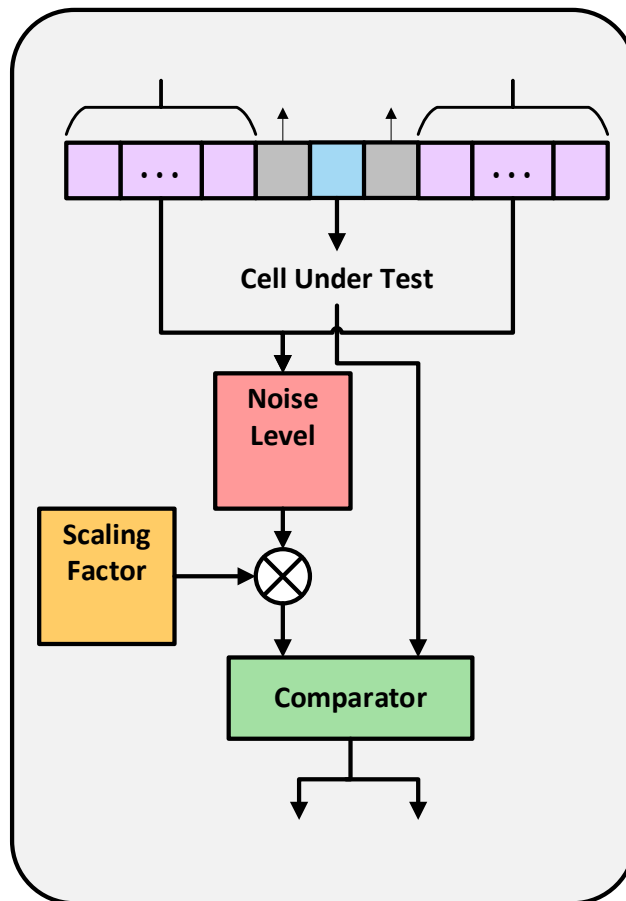 ...
...
Cell Under Test
Noise
Level
Scaling
Factor
Comparator